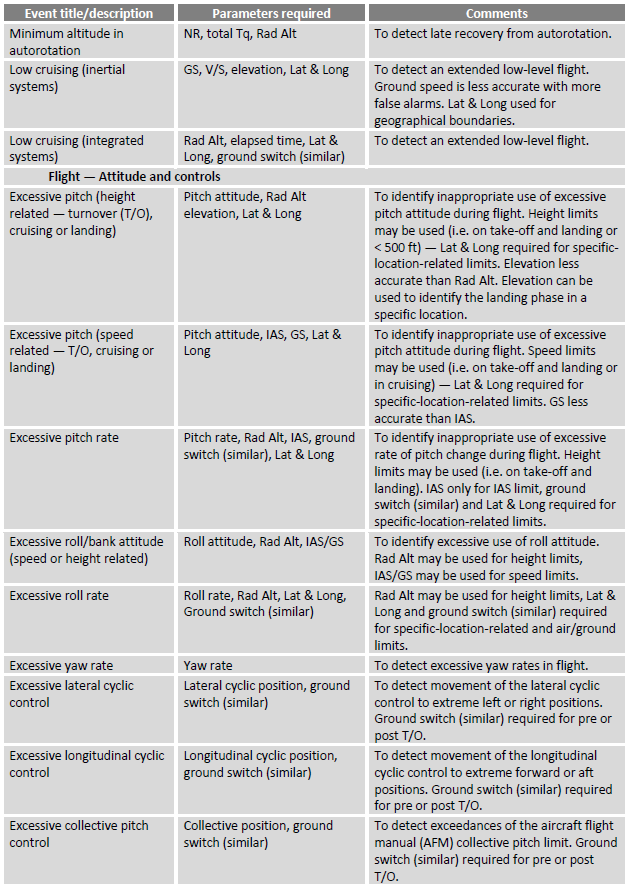 Event title/description Parameters required Comments
Minimum altitude in
autorotation
NR, total Tq, Rad Alt
To detect late recovery from autorotation.
Low cruising (inertial
systems)
GS, V/S, elevation, Lat & Long
To detect an extended low-level flight.
Ground speed is less accurate with more
false alarms. Lat & Long used for
geographical boundaries.
Low cruising (integrated
systems)
Rad Alt, elapsed time, Lat &
Long, ground switch (similar)
To detect an extended low-level flight.
Flight — Attitude and controls
Excessive pitch (height
related — turnover (T/O),
cruising or landing)
Pitch attitude, Rad Alt
elevation, Lat & Long
To identify inappropriate use of excessive
pitch attitude during flight. Height limits
may be used (i.e. on take-off and landing or
< 500 ft) — Lat & Long required for specific-
location-related limits. Elevation less
accurate than Rad Alt. Elevation can be
used to identify the landing phase in a
specific location.
Excessive pitch (speed
related — T/O, cruising or
landing)
Pitch attitude, IAS, GS, Lat &
Long
To identify inappropriate use of excessive
pitch attitude during flight. Speed limits
may be used (i.e. on take-off and landing or
in cruising) — Lat & Long required for
specific-location-related limits. GS less
accurate than IAS.
Excessive pitch rate
Pitch rate, Rad Alt, IAS, ground
switch (similar), Lat & Long
To identify inappropriate use of excessive
rate of pitch change during flight. Height
limits may be used (i.e. on take-off and
landing). IAS only for IAS limit, ground
switch (similar) and Lat & Long required for
specific-location-related limits.
Excessive roll/bank attitude
(speed or height related)
Roll attitude, Rad Alt, IAS/GS
To identify excessive use of roll attitude.
Rad Alt may be used for height limits,
IAS/GS may be used for speed limits.
Excessive roll rate
Roll rate, Rad Alt, Lat & Long,
Ground switch (similar)
Rad Alt may be used for height limits, Lat &
Long and ground switch (similar) required
for specific-location-related and air/ground
limits.
Excessive yaw rate
Yaw rate
To detect excessive yaw rates in flight.
Excessive lateral cyclic
control
Lateral cyclic position, ground
switch (similar)
To detect movement of the lateral cyclic
control to extreme left or right positions.
Ground switch (similar) required for pre or
post T/O.
Excessive longitudinal cyclic
control
Longitudinal cyclic position,
ground switch (similar)
To detect movement of the longitudinal
cyclic control to extreme forward or aft
positions. Ground switch (similar) required
for pre or post T/O.
Excessive collective pitch
control
Collective position, ground
switch (similar)
To detect exceedances of the aircraft flight
manual (AFM) collective pitch limit. Ground
switch (similar) required for pre or post
T/O.